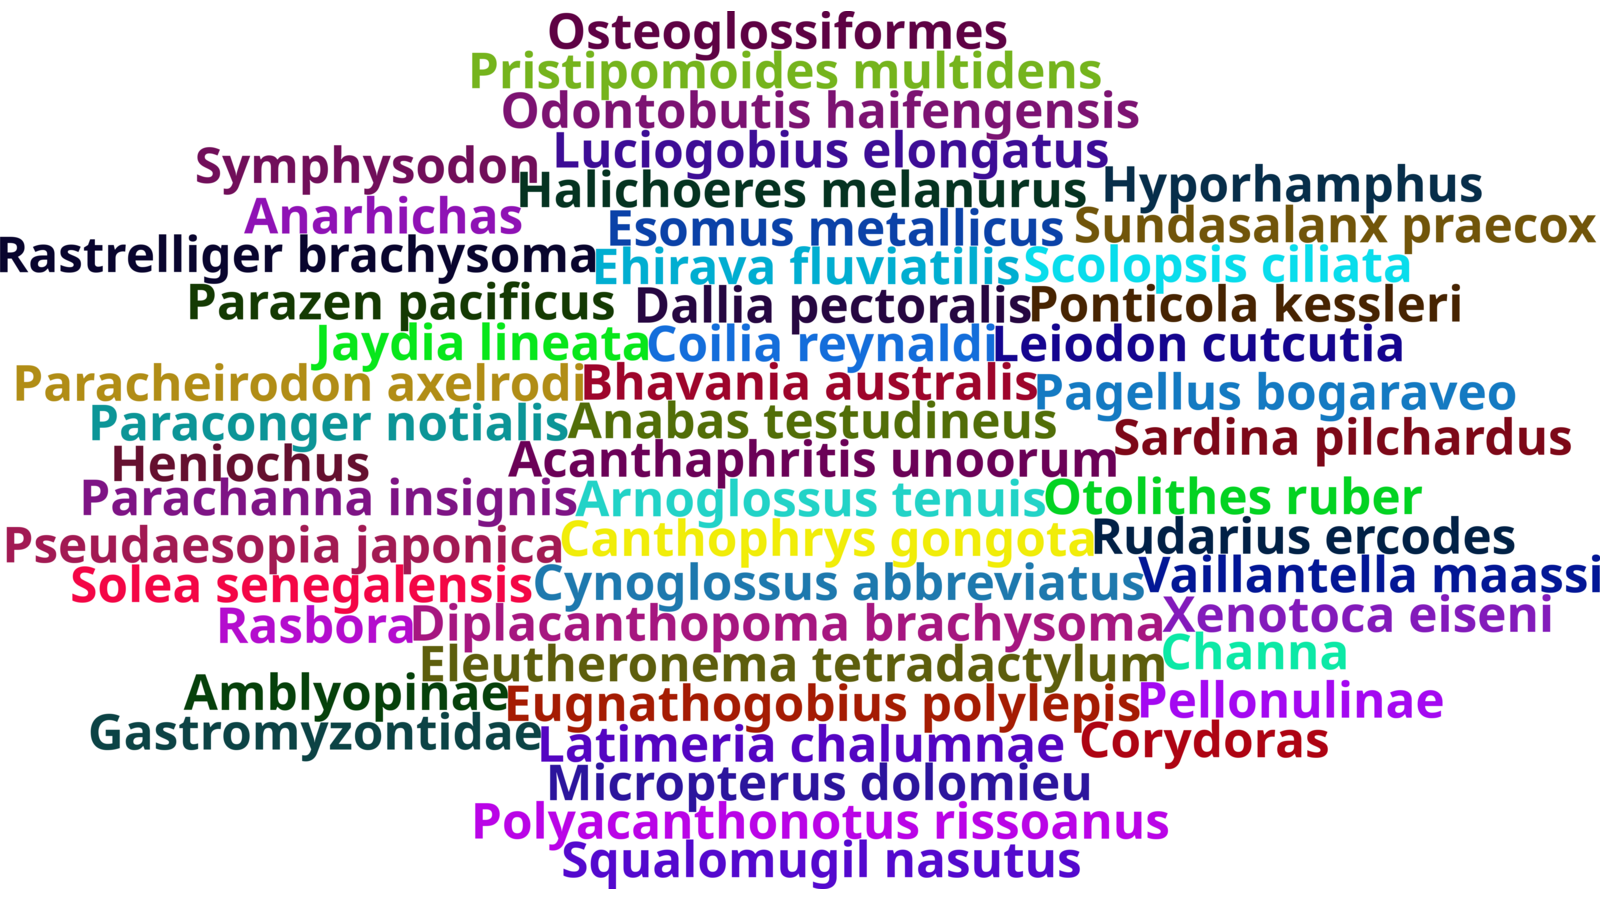 Osteoglossiformes
Pristipomoides multidens
Odontobutis haifengensis
Luciogobius elongatus
Symphysodon
Halichoeres melanurus
Hyporhamphus
Anarhichas
Esomus metallicus
Sundasalanx praecox
Rastrelliger brachysoma
Ehirava fluviatilis
Scolopsis ciliata
Parazen pacificus
Dallia pectoralis
Ponticola kessleri
Jaydia lineata
Coilia reynaldi
Leiodon cutcutia
Paracheirodon axelrodi
Bhavania australis
Pagellus bogaraveo
Paraconger notialis
Anabas testudineus
Sardina pilchardus
Heniochus
Acanthaphritis unoorum
Parachanna insignis
Arnoglossus tenuis
Otolithes ruber
Pseudaesopia japonica
Canthophrys gongota
Rudarius ercodes
Solea senegalensis
Cynoglossus abbreviatus
Vaillantella maassi
Rasbora
Diplacanthopoma brachysoma
Xenotoca eiseni
Eleutheronema tetradactylum
Channa
Amblyopinae
Eugnathogobius polylepis
Pellonulinae
Gastromyzontidae
Latimeria chalumnae
Corydoras
Micropterus dolomieu
Polyacanthonotus rissoanus
Squalomugil nasutus